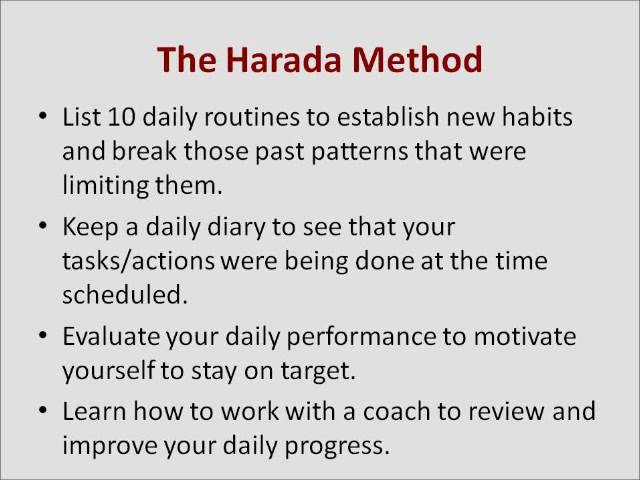 The Harada Method
• List 10 daily routines to establish new habits
and break those past patterns that were
limiting them.
• Keep a daily diary to see that your
tasks/actions were being done at the time
scheduled.
• Evaluate your daily performance to motivate
yourself to stay on target.
• Learn how to work with a coach to review and
improve your daily progress.